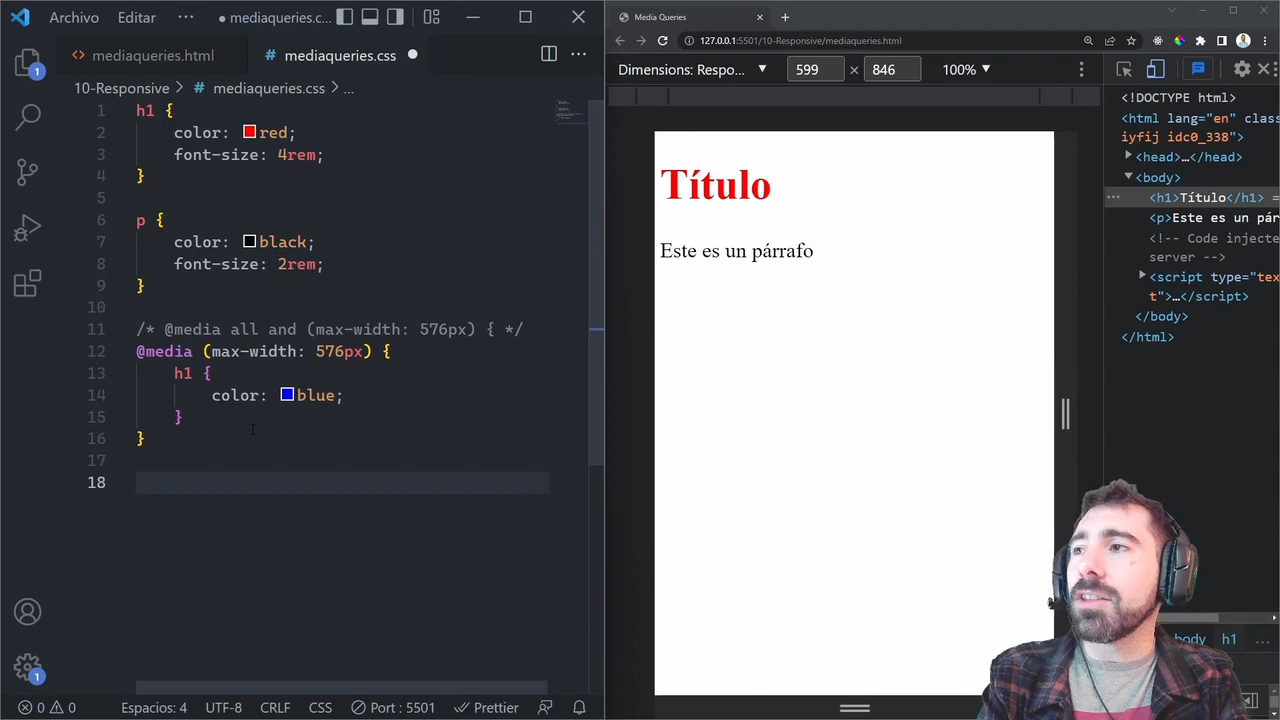 Archivo Editar ··· ● mediaqueries.c...
mediaqueries.html
# mediaqueries.css ●
10-Responsive > # mediaqueries.css > ...
1 h1 {
2 color: red;
3 font-size: 4rem;
4 }
5
6 p {
7 color: black;
8 font-size: 2rem;
9 }
10
11 /* @media all and (max-width: 576px) { */
12 @media (max-width: 576px) {
13 h1 {
14 color: blue;
15 }
16 }
17
18
1
1
0 0 Espacios: 4 UTF-8 CRLF CSS Port : 5501 Prettier
Media Queries
127.0.0.1:5501/10-Responsive/mediaqueries.html
Dimensions: Respo... 599 × 846 100%
Título
Este es un párrafo
<!DOCTYPE html>
<html lang="en" class
iyfij idc0_338">
<head>…</head>
<body>
··· <h1>Título</h1> =
<p>Este es un pár
<!-- Code injecte
server -->
<script type="tex
t">…</script>
</body>
</html>
body h1 ...